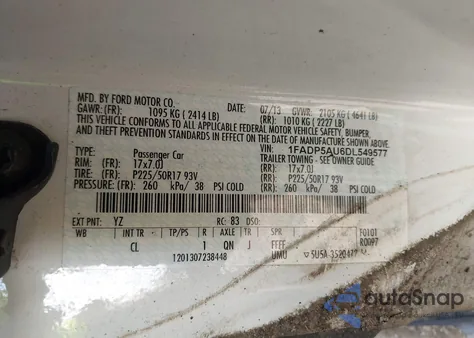 MFD. BY FORD MOTOR CO.
DATE: 07/13 GVWR: 2105 KG (4641 LB)
GAWR: (FR): 1095 KG (2414 LB) (RR): 1010 KG (2227 LB)
THIS VEHICLE CONFORMS TO ALL APPLICABLE FEDERAL MOTOR VEHICLE SAFETY, BUMPER,
AND THEFT PREVENTION STANDARDS IN EFFECT ON THE DATE OF MANUFACTURE SHOWN ABOVE.
VIN: 1FADP5AU6DL549577
TYPE: Passenger Car TRAILER TOWING - SEE OWNER GUIDE
RIM: (FR) 17x7.0J (RR): 17x7.0J
TIRE: (FR): P225/50R17 93V (RR): P225/50R17 93V
PRESSURE: (FR) 260 kPa/ 38 PSI COLD (RR): 260 kPa/ 38 PSI COLD
EXT PNT: YZ RC: 83 DSO:
WB INT TR TP/PS R AXLE TR SPR F0101
CL 1 QN J FFFF R0097
1201307238448 UMU
autoSnap